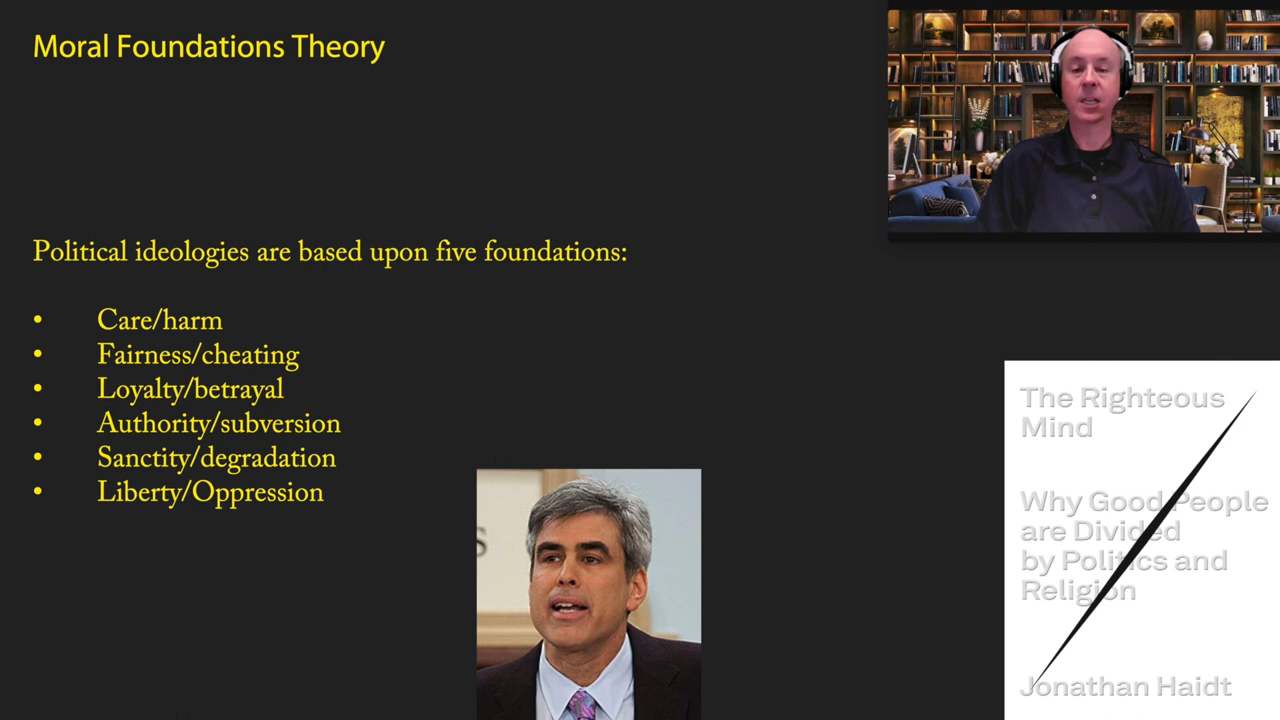 Moral Foundations Theory
Political ideologies are based upon five foundations:
• Care/harm
• Fairness/cheating
• Loyalty/betrayal
• Authority/subversion
• Sanctity/degradation
• Liberty/Oppression
S
The Righteous
Mind
Why Good People
are Divided
by Politics and
Religion
Jonathan Haidt